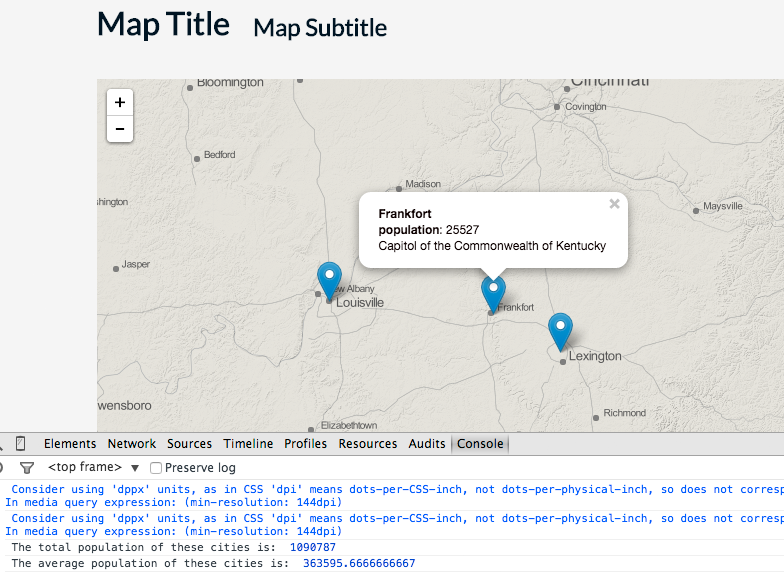 Map Title Map Subtitle
Bloomington
Cincinnati
+
Covington
-
Bedford
Madison
shington
×
Maysville
Frankfort
population: 25527
Capitol of the Commonwealth of Kentucky
Jasper
ew Albany
Louisville
Frankfort
Lexington
wensboro
Richmond
Elizabethtown
Elements Network Sources Timeline Profiles Resources Audits Console
<top frame> ▼ Preserve log
Consider using 'dppx' units, as in CSS 'dpi' means dots-per-CSS-inch, not dots-per-physical-inch, so does not corresp
In media query expression: (min-resolution: 144dpi)
Consider using 'dppx' units, as in CSS 'dpi' means dots-per-CSS-inch, not dots-per-physical-inch, so does not corresp
In media query expression: (min-resolution: 144dpi)
The total population of these cities is: 1090787
The average population of these cities is: 363595.6666666667